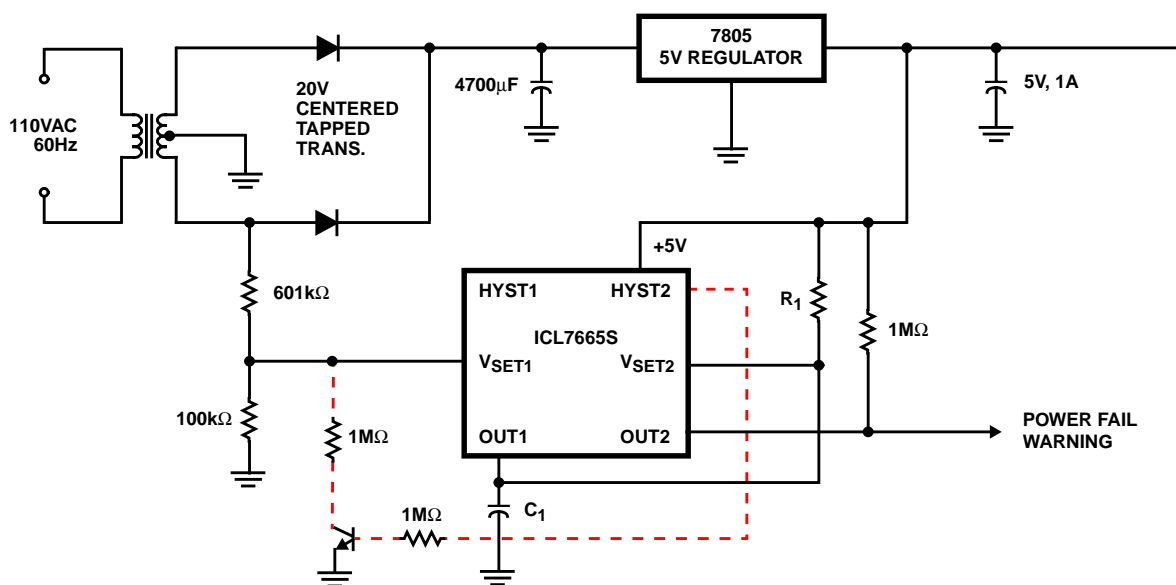 7805
5V REGULATOR
20V
CENTERED
TAPPED
TRANS.
4700μF
5V, 1A
110VAC
60Hz
+5V
601kΩ
HYST1
HYST2
R1
ICL7665S
1MΩ
VSET1
VSET2
100kΩ
1MΩ
OUT1
OUT2
POWER FAIL
WARNING
1MΩ
C1